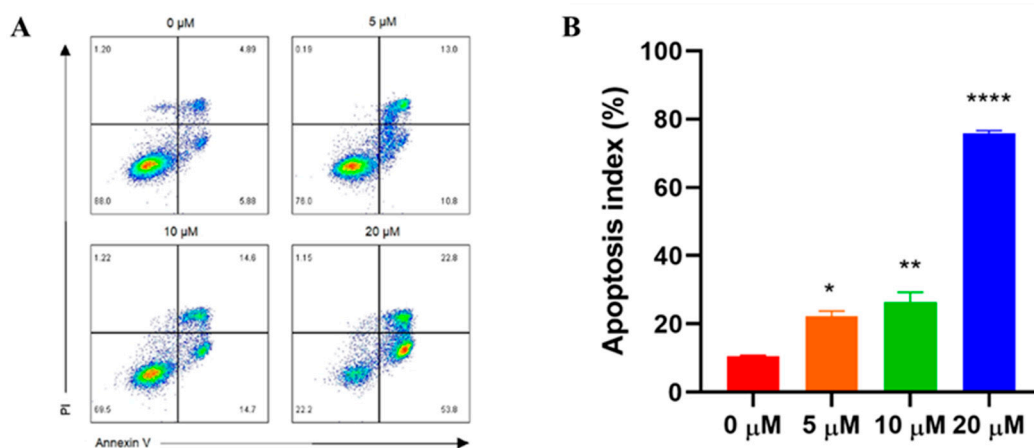 A
0 μM
5 μM
1.20
4.89
0.19
13.0
88.0
5.88
76.0
10.8
10 μM
20 μM
1.22
14.6
1.15
22.8
69.5
14.7
22.2
53.8
PI
Annexin V
B
Apoptosis index (%)
100
80
60
40
20
0
*
**
****
0 μM
5 μM
10 μM
20 μM